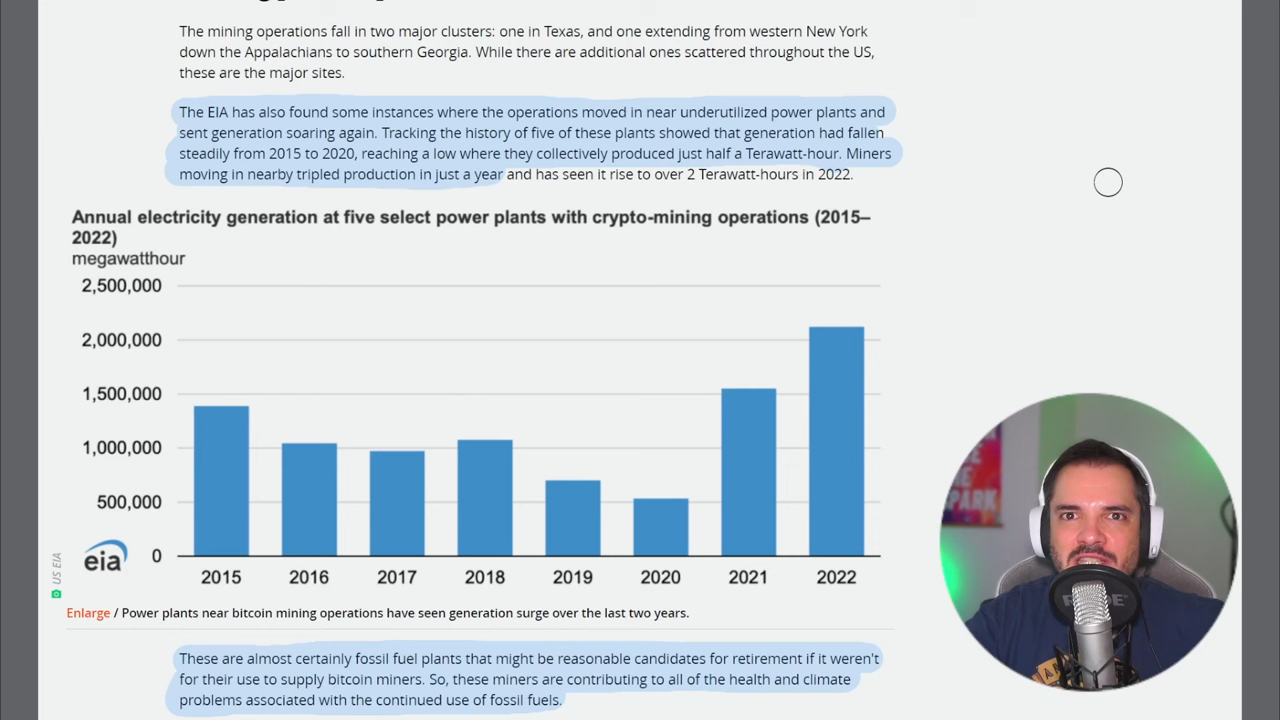 The mining operations fall in two major clusters: one in Texas, and one extending from western New York
down the Appalachians to southern Georgia. While there are additional ones scattered throughout the US,
these are the major sites.
The EIA has also found some instances where the operations moved in near underutilized power plants and
sent generation soaring again. Tracking the history of five of these plants showed that generation had fallen
steadily from 2015 to 2020, reaching a low where they collectively produced just half a Terawatt-hour. Miners
moving in nearby tripled production in just a year and has seen it rise to over 2 Terawatt-hours in 2022.
Annual electricity generation at five select power plants with crypto-mining operations (2015–
2022)
megawatthour
2,500,000
2,000,000
1,500,000
1,000,000
500,000
0
eia
US EIA
2015 2016 2017 2018 2019 2020 2021 2022
Enlarge / Power plants near bitcoin mining operations have seen generation surge over the last two years.
These are almost certainly fossil fuel plants that might be reasonable candidates for retirement if it weren't
for their use to supply bitcoin miners. So, these miners are contributing to all of the health and climate
problems associated with the continued use of fossil fuels.